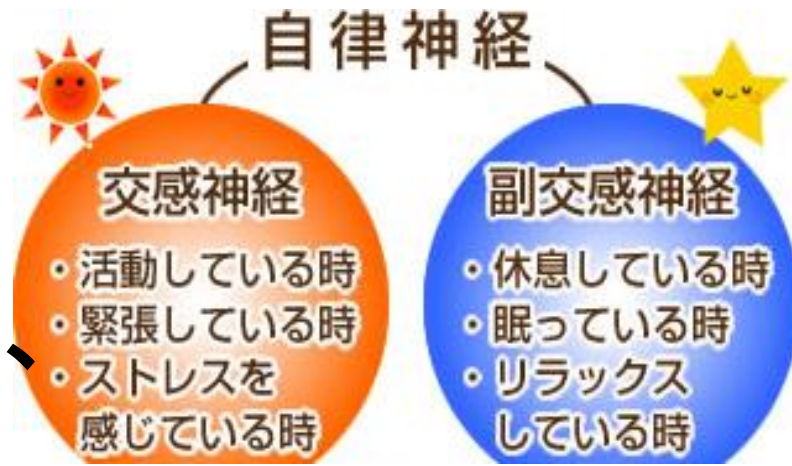 自律神経
交感神経
・活動している時
・緊張している時
・ストレスを
感じている時
副交感神経
・休息している時
・眠っている時
・リラックス
している時